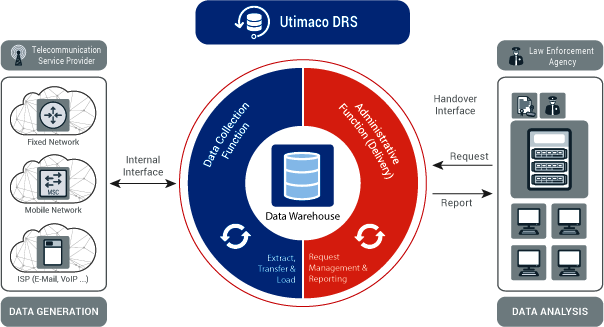 Utimaco DRS
Telecommunication
Service Provider
Fixed Network
MSC
Mobile Network
ISP (E-Mail, VoIP ...)
DATA GENERATION
Internal
Interface
Data Collection
Function
Extract,
Transfer &
Load
Data Warehouse
Administrative
Function (Delivery)
Request
Management &
Reporting
Handover
Interface
Request
Report
Law Enforcement
Agency
DATA ANALYSIS